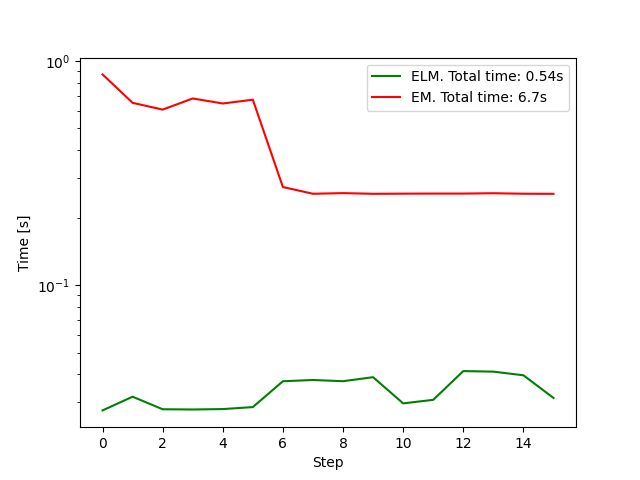 ELM. Total time: 0.54s
EM. Total time: 6.7s
10⁰
10⁻¹
Time [s]
0 2 4 6 8 10 12 14
Step